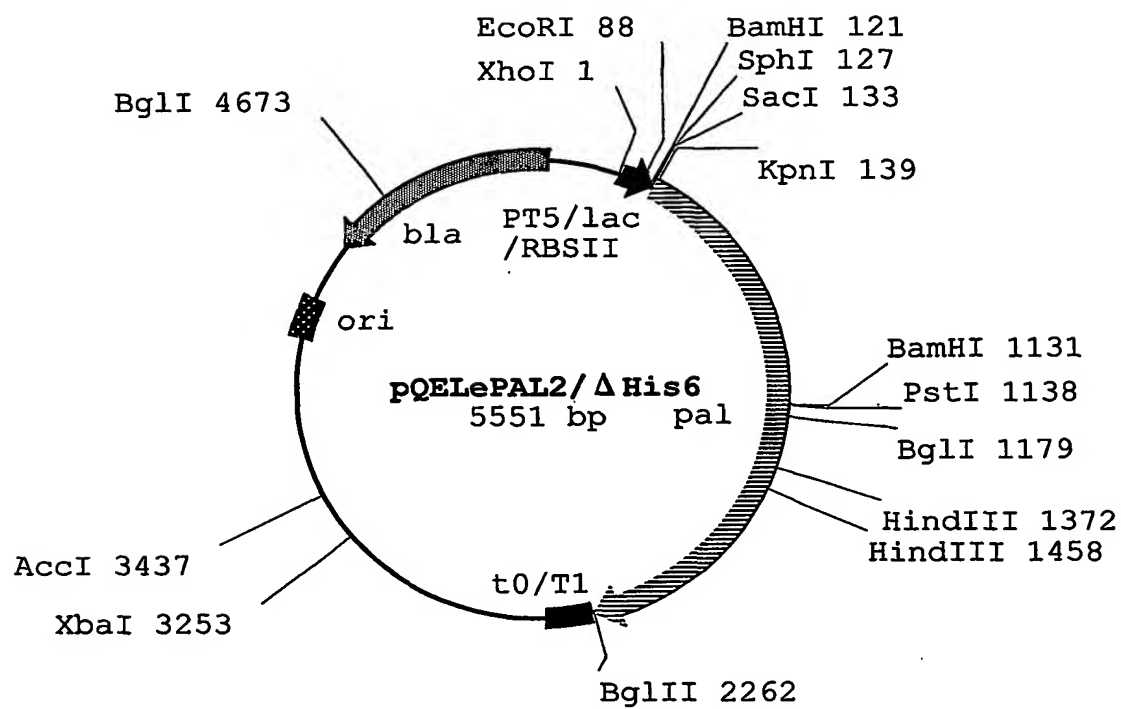 EcoRI 88
BamHI 121
XhoI 1
SphI 127
BglI 4673
SacI 133
KpnI 139
bla
PT5/lac
/RBSII
ori
BamHI 1131
pQELePAL2/ΔHis6
PstI 1138
5551 bp
pal
BglI 1179
HindIII 1372
HindIII 1458
AccI 3437
t0/T1
XbaI 3253
BglII 2262